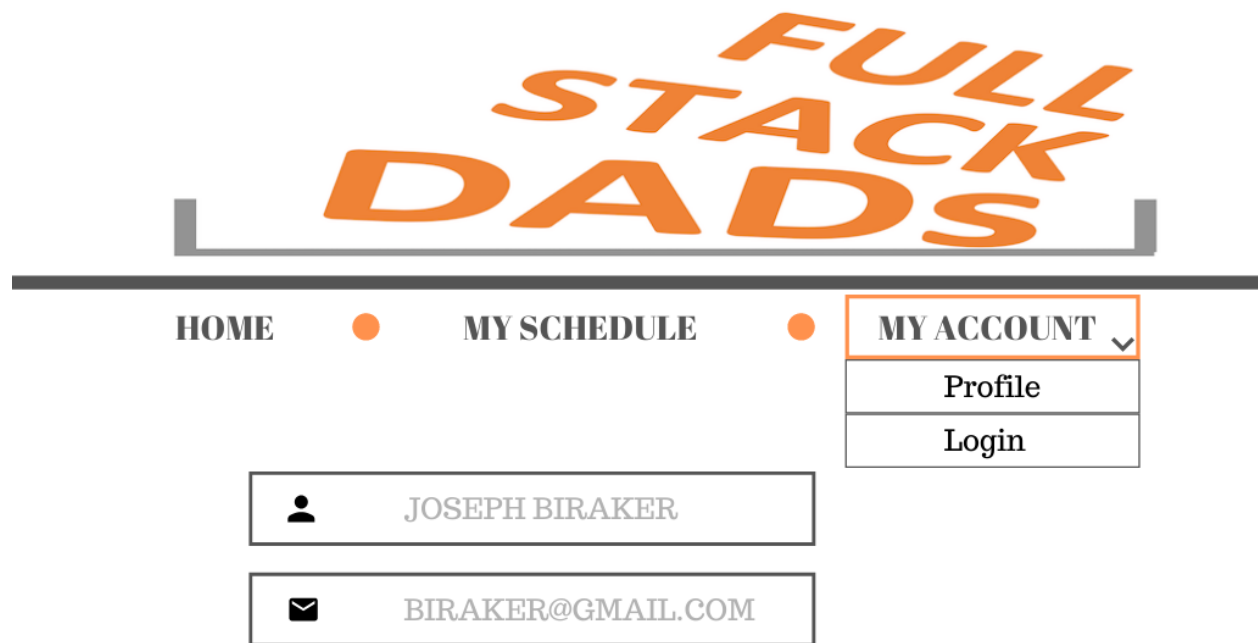 FULL
STACK
DADS
HOME MY SCHEDULE MY ACCOUNT
Profile
Login
JOSEPH BIRAKER
BIRAKER@GMAIL.COM